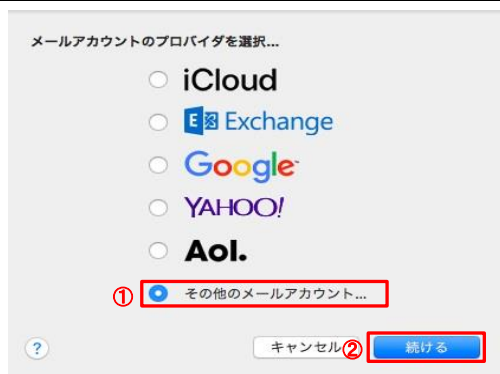 メールアカウントのプロバイダを選択...
iCloud
E Exchange
Google
YAHOO!
Aol.
① その他のメールアカウント...
? キャンセル ② 続ける